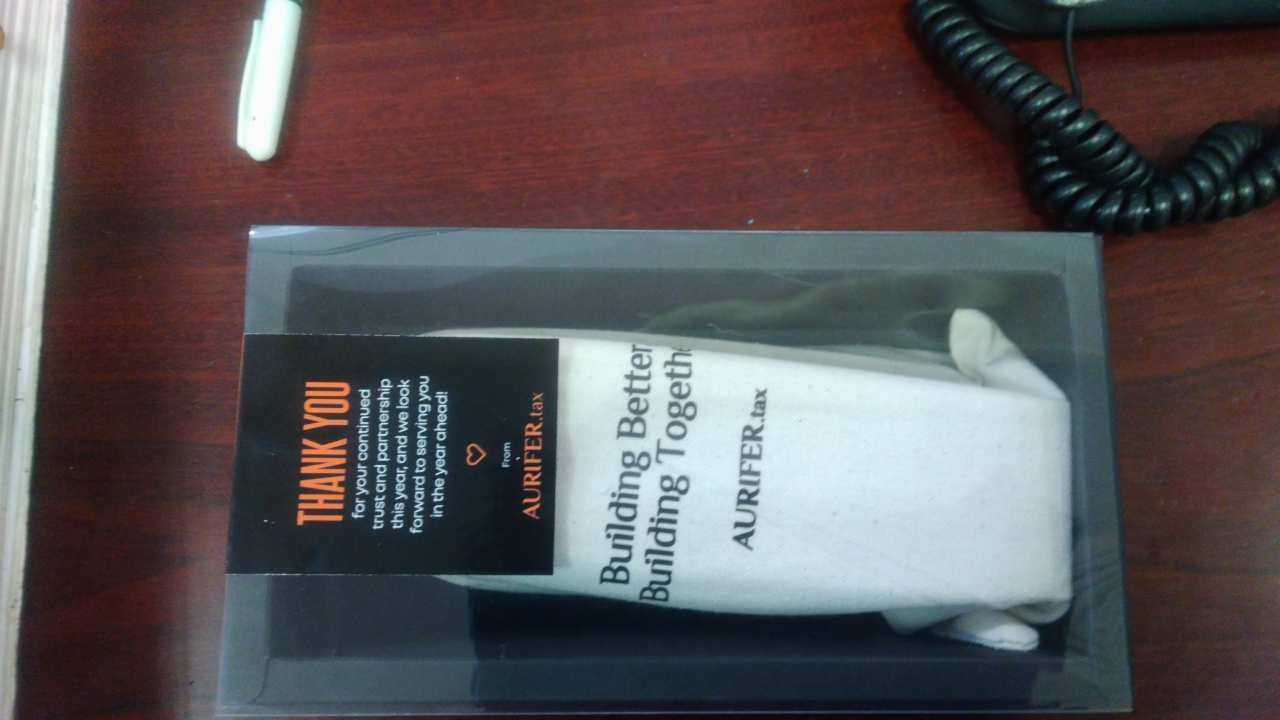 THANK YOU
for your continued
trust and partnership
this year, and we look
forward to serving you
in the year ahead!
From
AURIFER.tax
Building Better
Building Togethe
AURIFER.tax